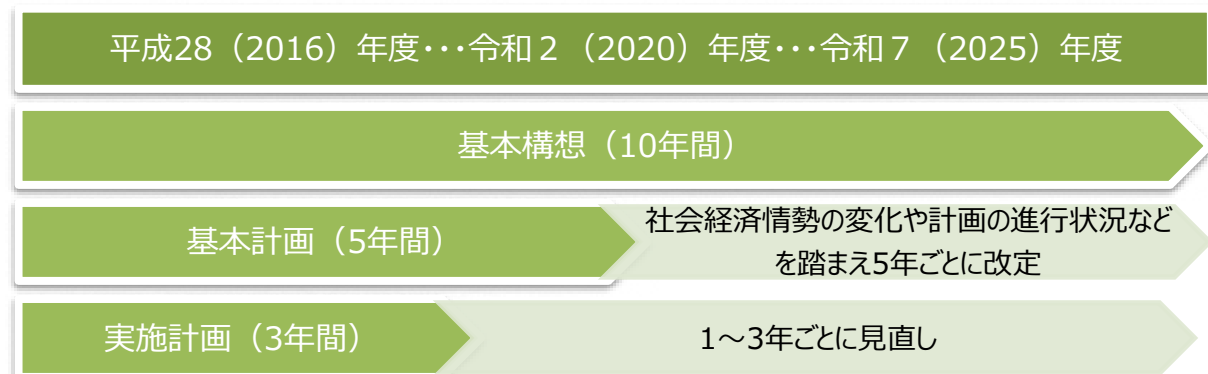 平成28（2016）年度・・・令和２（2020）年度・・・令和７（2025）年度
基本構想（10年間）
基本計画（5年間）
社会経済情勢の変化や計画の進行状況など
を踏まえ5年ごとに改定
実施計画（3年間）
1～3年ごとに見直し